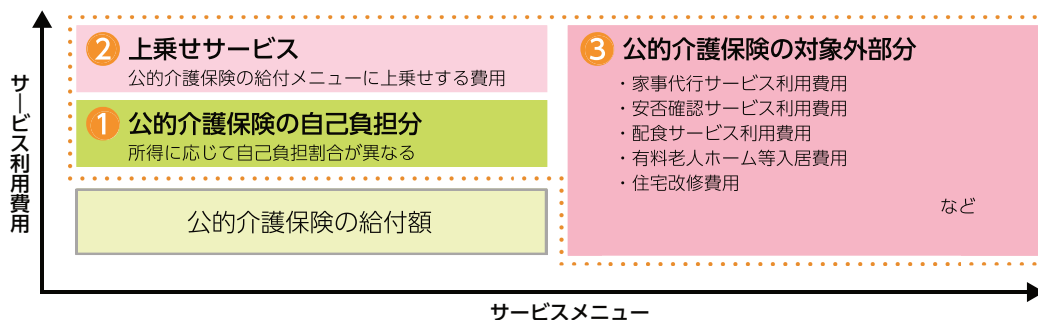 サービス利用費用
2 上乗せサービス
公的介護保険の給付メニューに上乗せする費用
1 公的介護保険の自己負担分
所得に応じて自己負担割合が異なる
公的介護保険の給付額
3 公的介護保険の対象外部分
・家事代行サービス利用費用
・安否確認サービス利用費用
・配食サービス利用費用
・有料老人ホーム等入居費用
・住宅改修費用
など
サービスメニュー